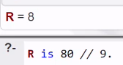 R = 8
?- R is 80 // 9.